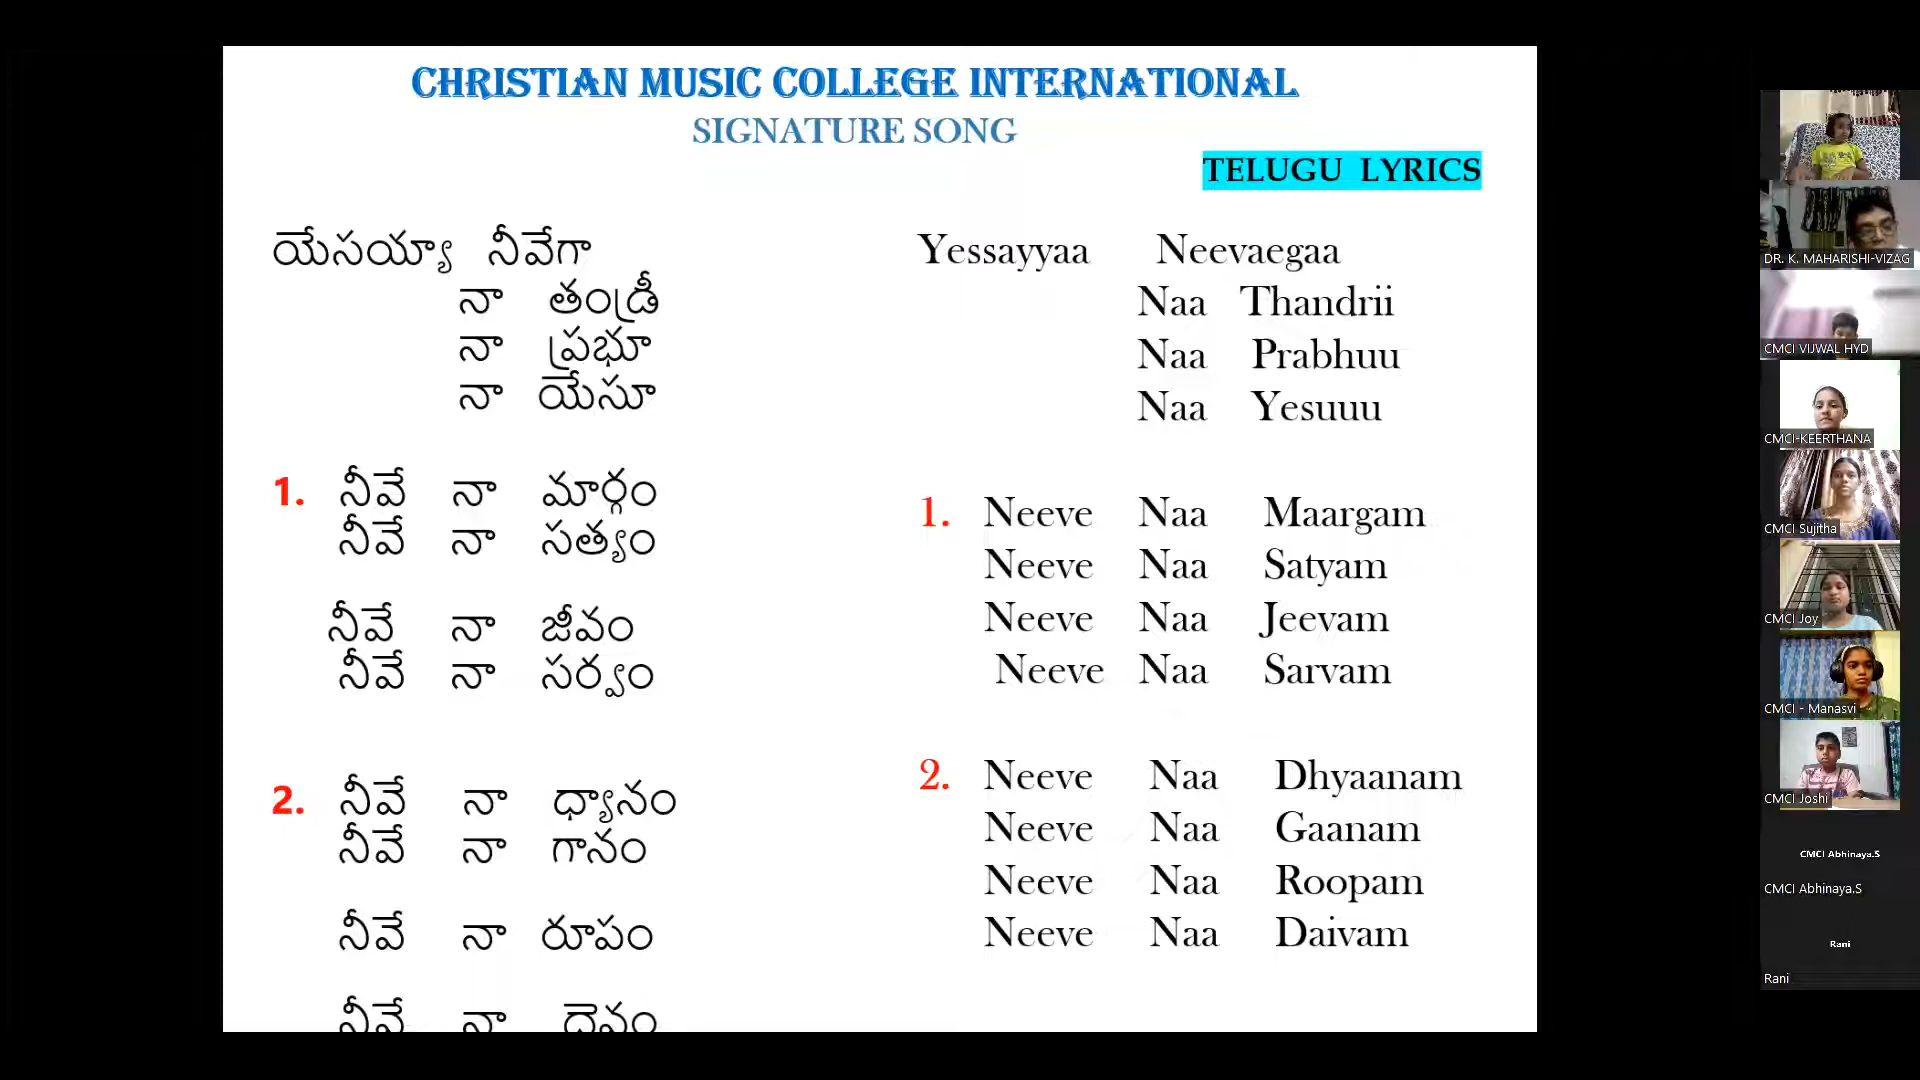 CHRISTIAN MUSIC COLLEGE INTERNATIONAL
SIGNATURE SONG
TELUGU LYRICS
యేసయ్యా నీవేగా
నా తండ్రీ
నా ప్రభూ
నా యేసూ
1. నీవే నా మార్గం
నీవే నా సత్యం
నీవే నా జీవం
నీవే నా సర్వం
2. నీవే నా ధ్యానం
నీవే నా గానం
నీవే నా రూపం
నీవే నా దైవం
Yessayyaa Neevaegaa
Naa Thandrii
Naa Prabhuu
Naa Yesuuu
1. Neeve Naa Maargam
Neeve Naa Satyam
Neeve Naa Jeevam
Neeve Naa Sarvam
2. Neeve Naa Dhyaanam
Neeve Naa Gaanam
Neeve Naa Roopam
Neeve Naa Daivam
DR. K. MAHARISHI-VIZAG
CMCI VIJWAL HYD
CMCI-KEERTHANA
CMCI Sujitha
CMCI Joy
CMCI - Manasvi
CMCI Joshi
CMCI Abhinaya.S
CMCI Abhinaya.S
Rani
Rani